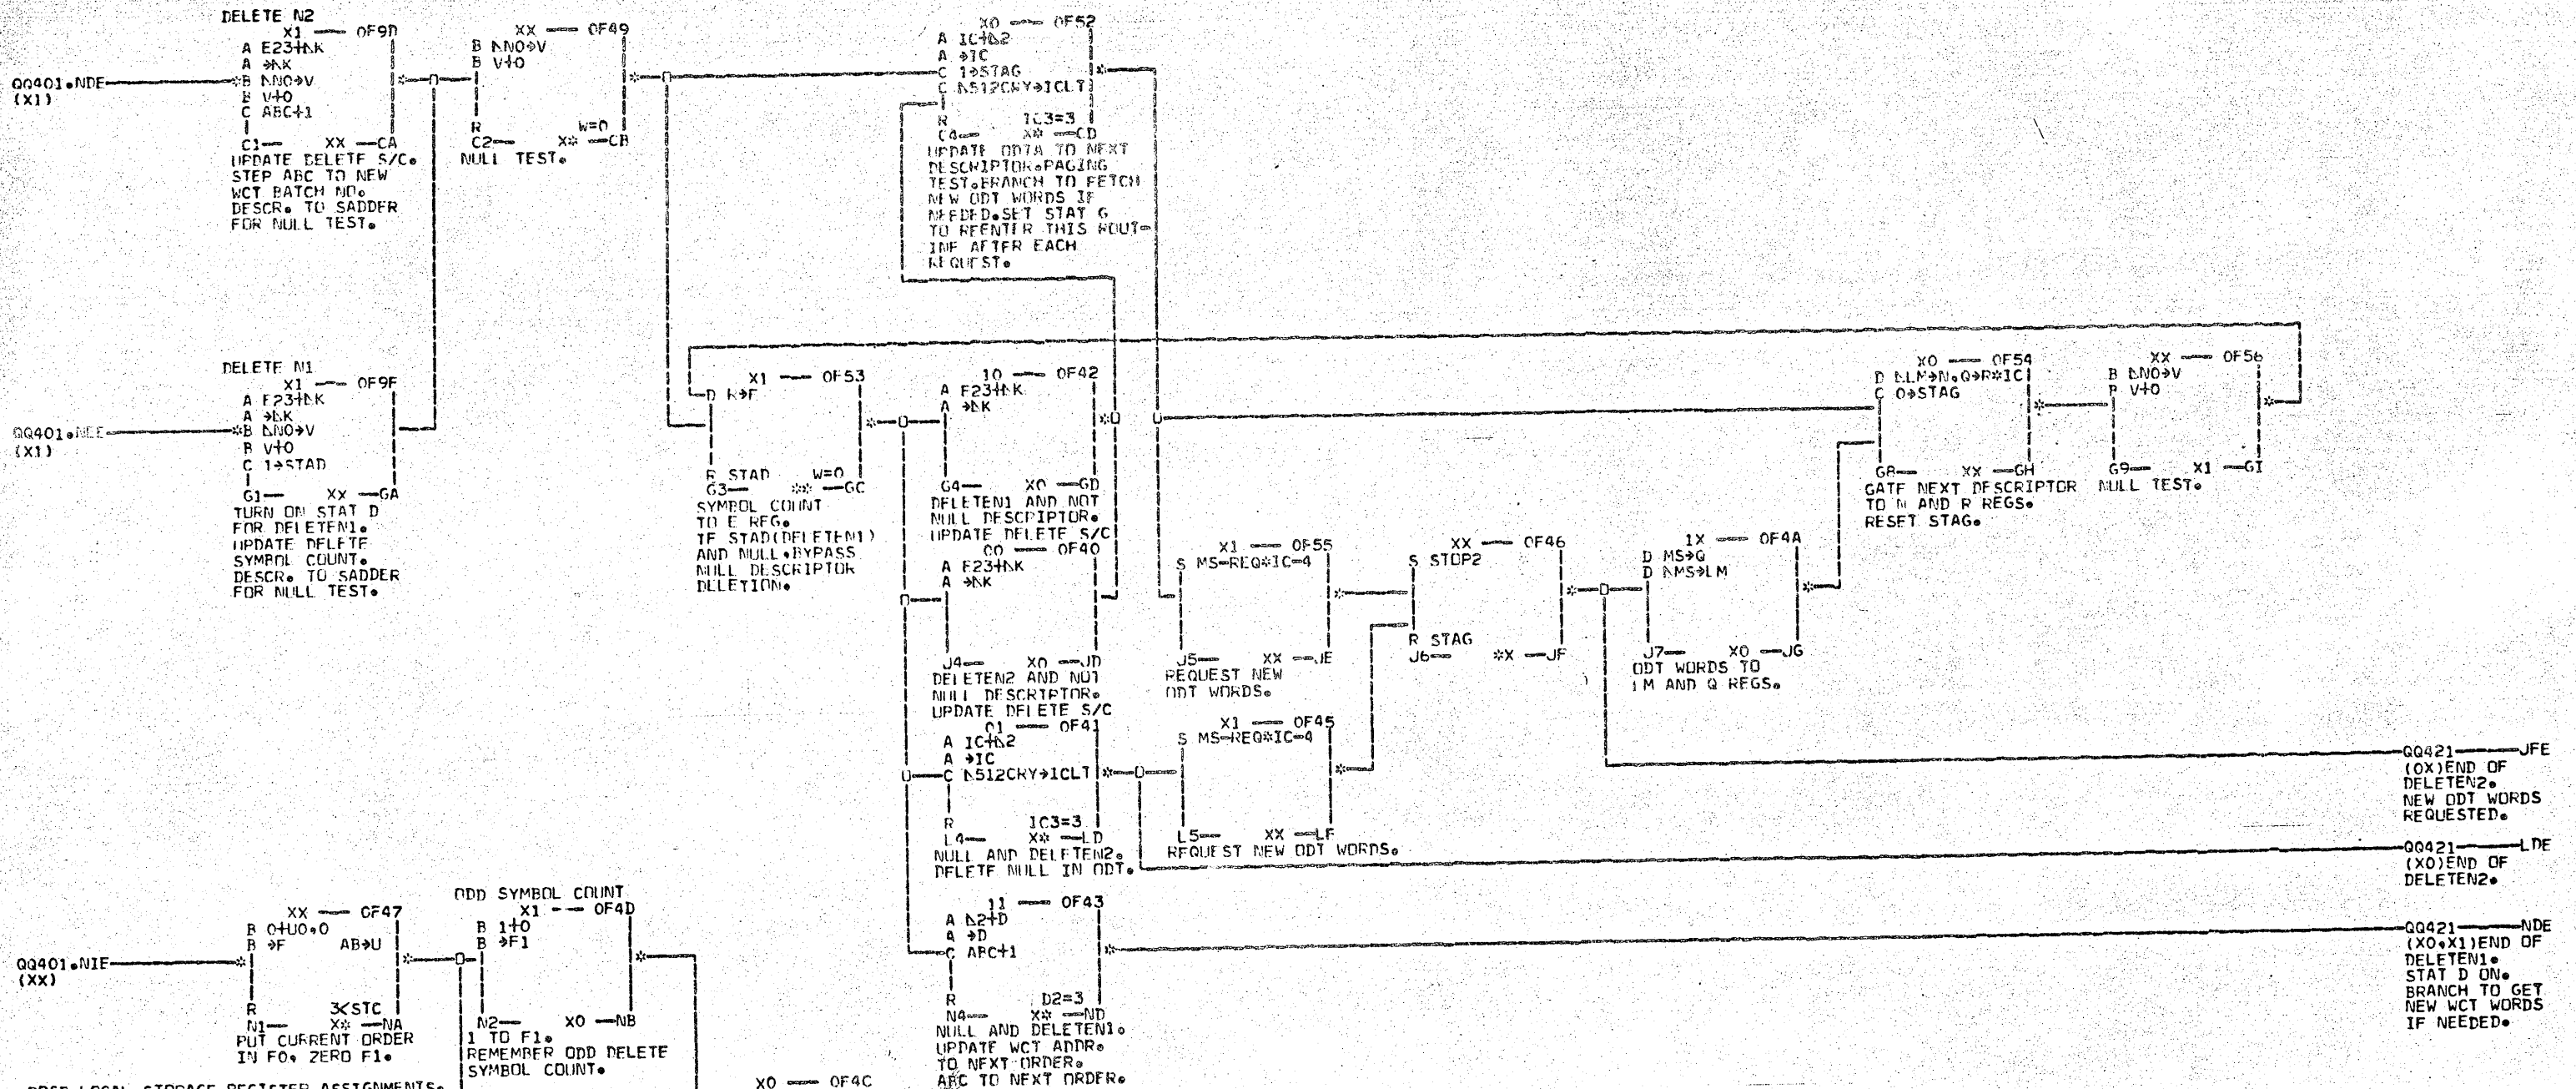 DELETE N2
X1 — 0F9D
A E23+ΔK
A →ΔK
QQ401.NDE
(X1)
*B ΔNO→V
B V+0
C ABC+1
C1— XX —CA
UPDATE DELETE S/C.
STEP ABC TO NEW
WCT BATCH NO.
DESCR. TO SADDER
FOR NULL TEST.
XX — 0F49
B ΔNO→V
B V+0
R W=0
C2— X* —CB
NULL TEST.
X0 — 0F52
A IC+Δ2
A →IC
C 1→STAG
C Δ512CRY→ICLT
R IC3=3
C4— X* —CD
UPDATE ODTA TO NEXT
DESCRIPTOR.PAGING
TEST.BRANCH TO FETCH
NEW ODT WORDS IF
NEEDED.SET STAT G
TO REENTER THIS ROUT-
INE AFTER EACH
REQUEST.
DELETE N1
X1 — 0F9F
A E23+ΔK
A →ΔK
QQ401.NEE
(X1)
*B ΔNO→V
B V+0
C 1→STAD
G1— XX —GA
TURN ON STAT D
FOR DELETEN1.
UPDATE DELETE
SYMBOL COUNT.
DESCR. TO SADDER
FOR NULL TEST.
X1 — 0F53
D R→E
R STAD W=0
G3— ** —GC
SYMBOL COUNT
TO E REG.
IF STAD(DELETEN1)
AND NULL,BYPASS
NULL DESCRIPTOR
DELETION.
10 — 0F42
A E23+ΔK
A →ΔK
G4— X0 —GD
DELETEN1 AND NOT
NULL DESCRIPTOR.
UPDATE DELETE S/C
00 — 0F40
A E23+ΔK
A →ΔK
J4— X0 —JD
DELETEN2 AND NOT
NULL DESCRIPTOR.
UPDATE DELETE S/C
01 — 0F41
A IC+Δ2
A →IC
C Δ512CRY→ICLT
R IC3=3
L4— X* —LD
NULL AND DELETEN2.
DELETE NULL IN ODT.
11 — 0F43
A Δ2+D
A →D
C ABC+1
R D2=3
N4— X* —ND
NULL AND DELETEN1.
UPDATE WCT ADDR.
TO NEXT ORDER.
ABC TO NEXT ORDER.
X1 — 0F55
S MS-REQ*IC-4
J5— XX —JE
REQUEST NEW
ODT WORDS.
X1 — 0F45
S MS-REQ*IC-4
L5— XX —LF
REQUEST NEW ODT WORDS.
XX — 0F46
S STOP2
R STAG
J6— *X —JF
1X — 0F4A
D MS→Q
D ΔMS→LM
J7— X0 —JG
ODT WORDS TO
LM AND Q REGS.
X0 — 0F54
D ΔLM→N,Q→R*IC
C 0→STAG
G8— XX —GH
GATE NEXT DESCRIPTOR
TO N AND R REGS.
RESET STAG.
XX — 0F56
B ΔNO→V
B V+0
G9— X1 —GI
NULL TEST.
QQ421—JFE
(0X)END OF
DELETEN2.
NEW ODT WORDS
REQUESTED.
QQ421—LDE
(X0)END OF
DELETEN2.
QQ421—NDE
(X0,X1)END OF
DELETEN1.
STAT D ON.
BRANCH TO GET
NEW WCT WORDS
IF NEEDED.
XX — 0F47
B 0+U0,0
B →F AB→U
QQ401.NIE
(XX)
R 3<STC
N1— X* —NA
PUT CURRENT ORDER
IN F0, ZERO F1.
ODD SYMBOL COUNT
X1 — 0F4D
B 1+0
B →F1
N2— X0 —NB
1 TO F1.
REMEMBER ODD DELETE
SYMBOL COUNT.
LOCAL STORAGE REGISTER ASSIGNMENTS.
X0 — 0F4C